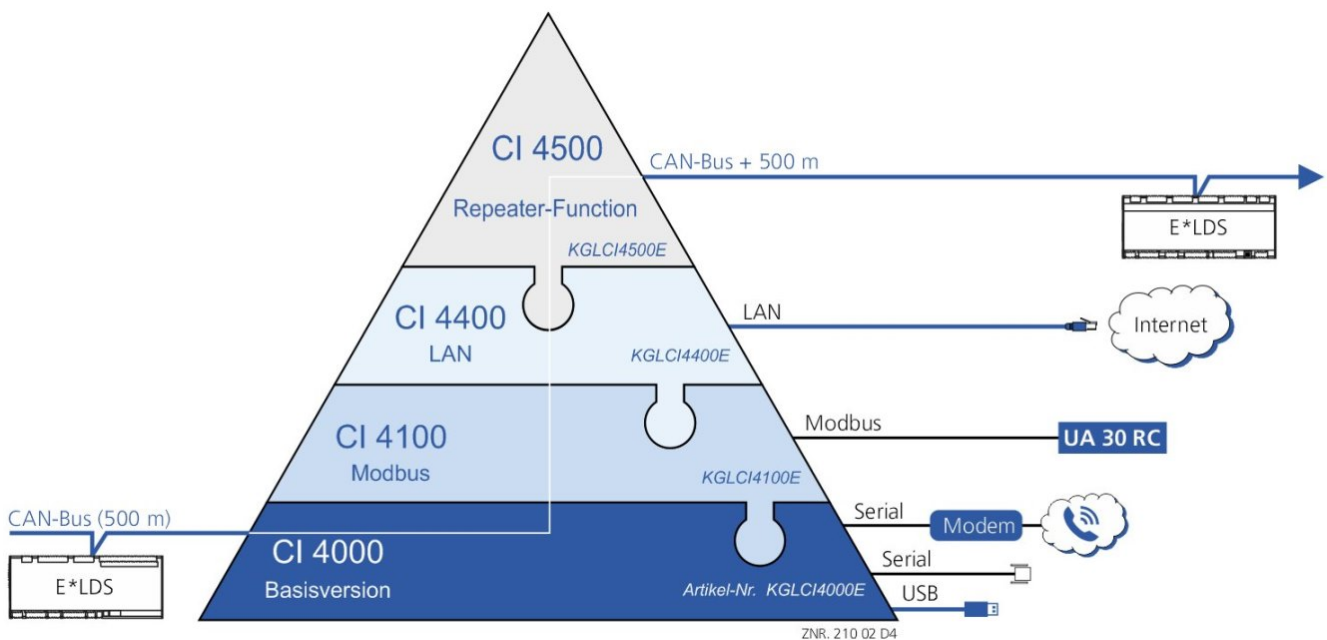 CI 4500
CAN-Bus + 500 m
Repeater-Function
E*LDS
KGLCI4500E
CI 4400
LAN
LAN
Internet
KGLCI4400E
CI 4100
Modbus
Modbus
UA 30 RC
KGLCI4100E
CAN-Bus (500 m)
Serial
Modem
CI 4000
Serial
E*LDS
Basisversion
Artikel-Nr. KGLCI4000E
USB
ZNR. 210 02 D4